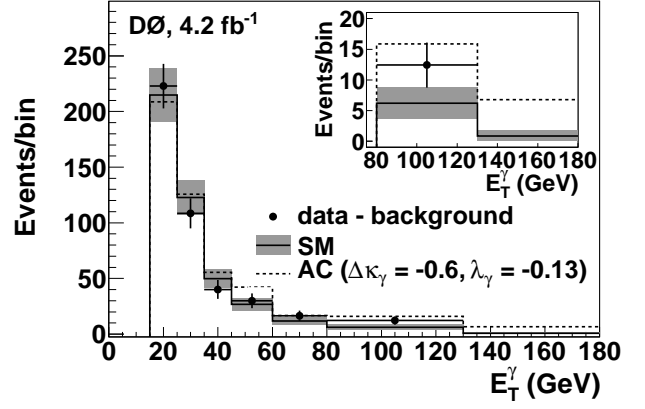 DØ, 4.2 fb⁻¹
Events/bin
250
200
150
100
50
0
0 20 40 60 80 100 120 140 160 180
E_T^γ (GeV)
Events/bin
20
15
10
5
0
80 100 120 140 160 180
E_T^γ (GeV)
data - background
SM
AC (Δκ_γ = -0.6, λ_γ = -0.13)